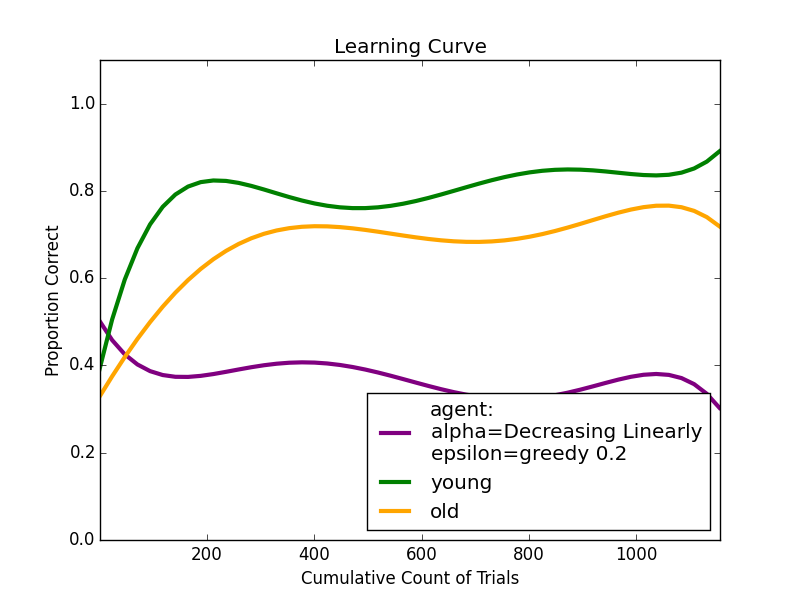 Learning Curve
1.0
0.8
0.6
0.4
0.2
0.0
Proportion Correct
agent:
alpha=Decreasing Linearly
epsilon=greedy 0.2
young
old
200 400 600 800 1000
Cumulative Count of Trials